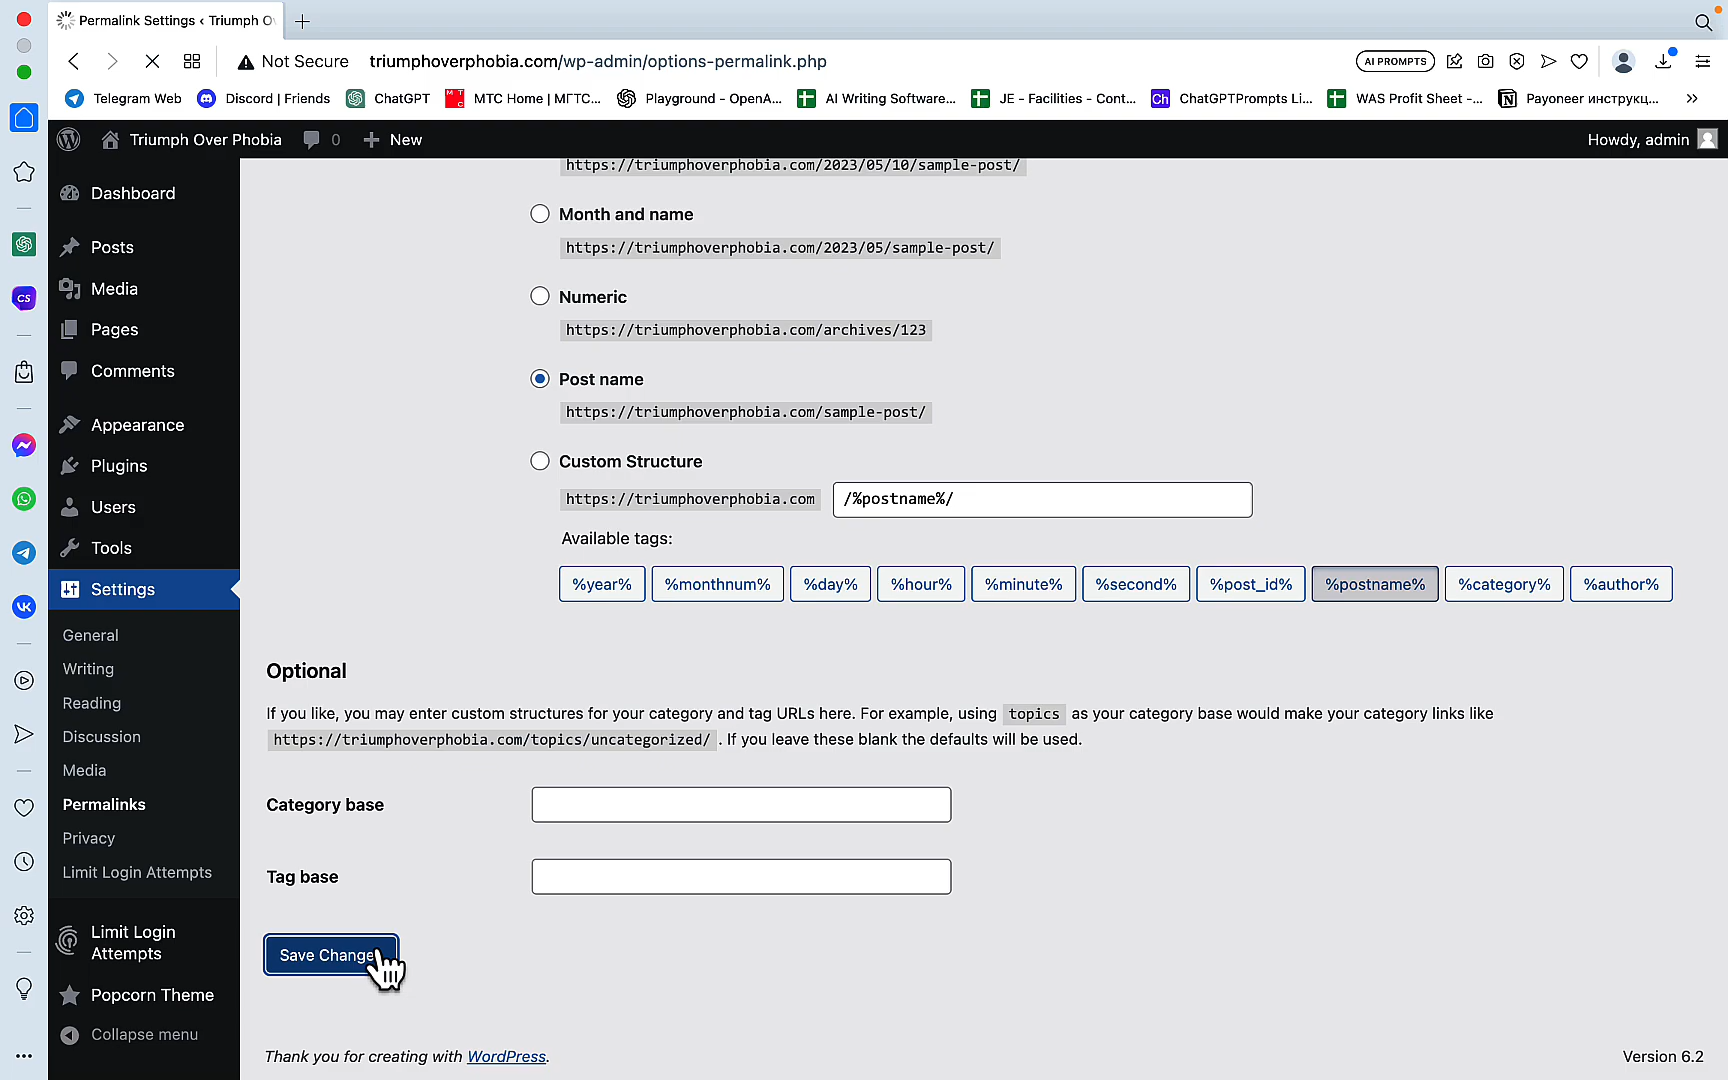 Permalink Settings ‹ Triumph O
Not Secure triumphoverphobia.com/wp-admin/options-permalink.php
AI PROMPTS
Telegram Web Discord | Friends ChatGPT МТС Home | МГТС... Playground - OpenA... AI Writing Software... JE - Facilities - Cont... Ch ChatGPTPrompts Li... WAS Profit Sheet -... Payoneer инструкц... »
Triumph Over Phobia 0 New
Howdy, admin
CS
Dashboard
Posts
Media
Pages
Comments
Appearance
Plugins
Users
Tools
Settings
General
Writing
Reading
Discussion
Media
Permalinks
Privacy
Limit Login Attempts
Limit Login
Attempts
Popcorn Theme
Collapse menu
https://triumphoverphobia.com/2023/05/10/sample-post/
Month and name
https://triumphoverphobia.com/2023/05/sample-post/
Numeric
https://triumphoverphobia.com/archives/123
Post name
https://triumphoverphobia.com/sample-post/
Custom Structure
https://triumphoverphobia.com /%postname%/
Available tags:
%year% %monthnum% %day% %hour% %minute% %second% %post_id% %postname% %category% %author%
Optional
If you like, you may enter custom structures for your category and tag URLs here. For example, using topics as your category base would make your category links like
https://triumphoverphobia.com/topics/uncategorized/ . If you leave these blank the defaults will be used.
Category base
Tag base
Save Change
Thank you for creating with WordPress.
Version 6.2